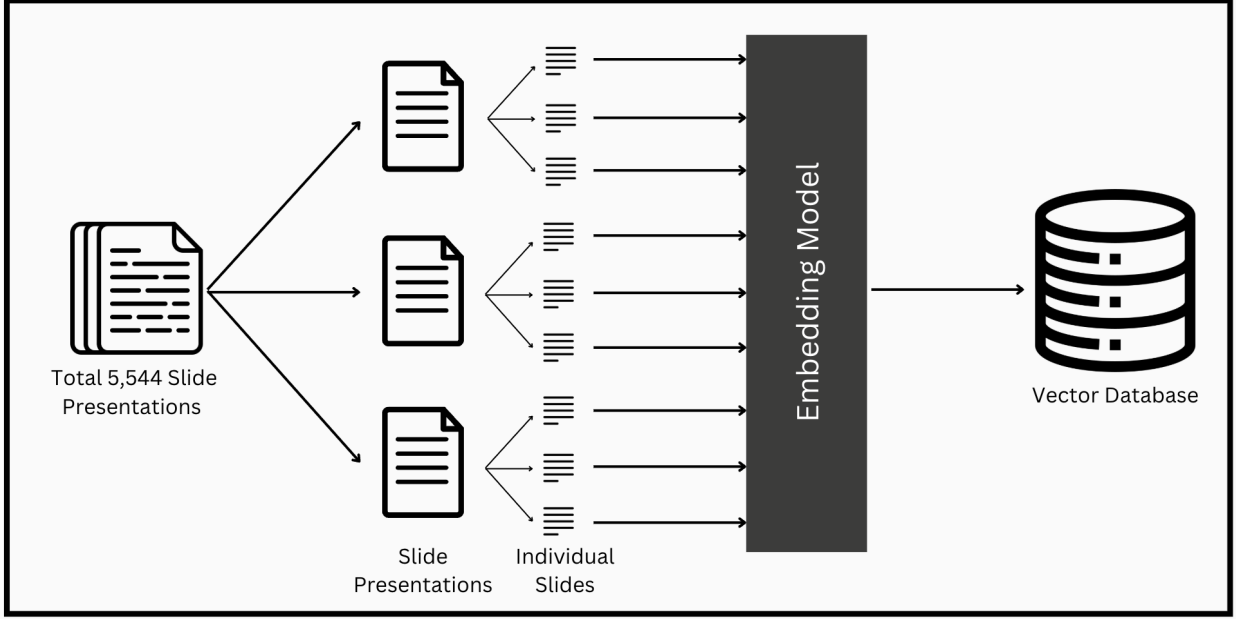 Total 5,544 Slide
Presentations
Slide
Presentations
Individual
Slides
Embedding Model
Vector Database